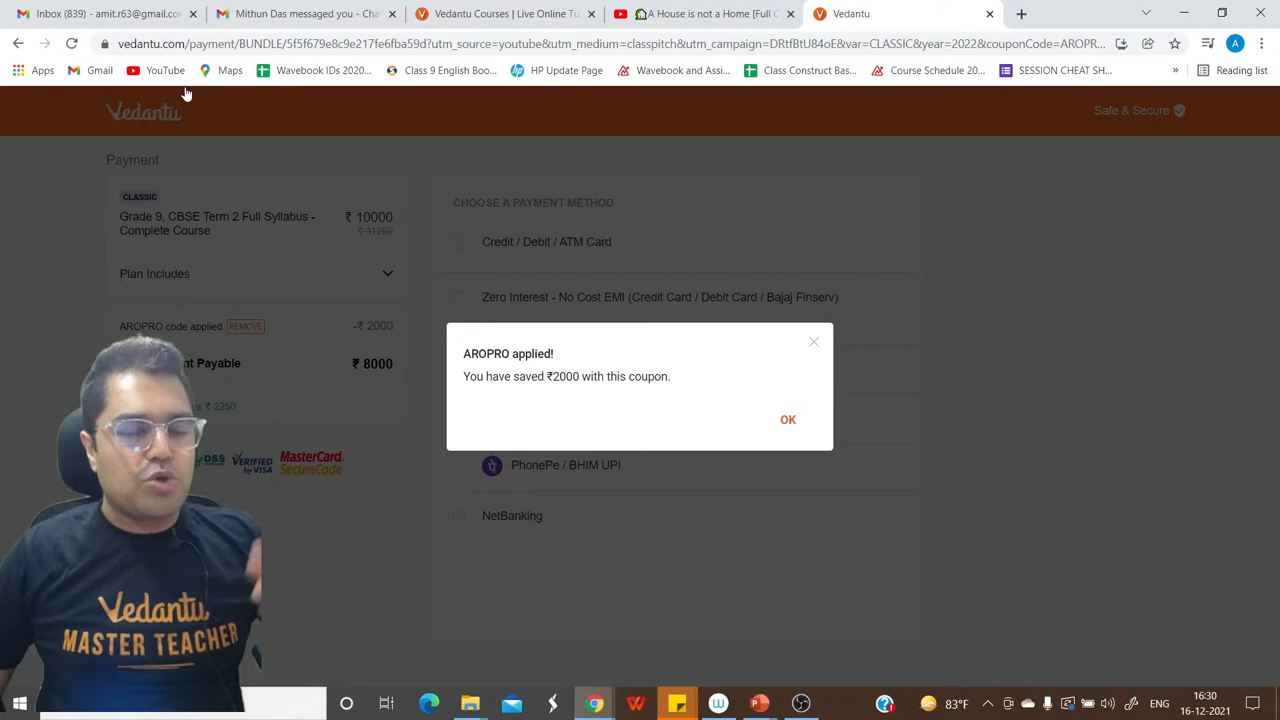 Inbox (839) - amit.r63@gmail.co
Mithun Das messaged you - Cha
Vedantu Courses | Live Online Tu
A House is not a Home [Full C
Vedantu
vedantu.com/payment/BUNDLE/5f5f679e8c9e217fe6fba59d?utm_source=youtube&utm_medium=classpitch&utm_campaign=ÐRtfBtU84oE&var=CLASSIC&year=2022&couponCode=AROPR...
A
Apps
Gmail
YouTube
Maps
Wavebook IDs 2020...
Class 9 English Boo...
HP Update Page
Wavebook and Assi...
Class Construct Bas...
Course Schedule 20...
SESSION CHEAT SH...
»
Reading list
Vedantu
Safe & Secure
Payment
CLASSIC
Grade 9, CBSE Term 2 Full Syllabus - ₹ 10000
Complete Course ₹ 11250
Plan Includes
AROPRO code applied REMOVE -₹ 2000
nt Payable ₹ 8000
₹ 3250
DSS VERIFIED by VISA MasterCard. SecureCode
CHOOSE A PAYMENT METHOD
Credit / Debit / ATM Card
Zero Interest - No Cost EMI (Credit Card / Debit Card / Bajaj Finserv)
AROPRO applied!
You have saved ₹2000 with this coupon.
OK
पे PhonePe / BHIM UPI
NetBanking
Vedantu
MASTER TEACHER
83°F
ENG
16:30
16-12-2021